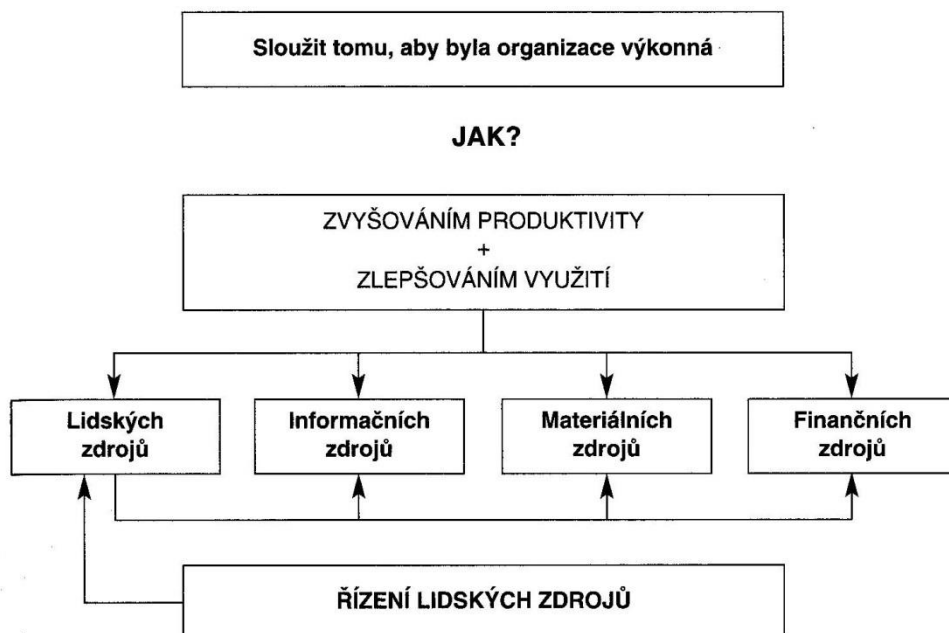 Sloužit tomu, aby byla organizace výkonná
JAK?
ZVYŠOVÁNÍM PRODUKTIVITY
+
ZLEPŠOVÁNÍM VYUŽITÍ
Lidských
zdrojů
Informačních
zdrojů
Materiálních
zdrojů
Finančních
zdrojů
ŘÍZENÍ LIDSKÝCH ZDROJŮ